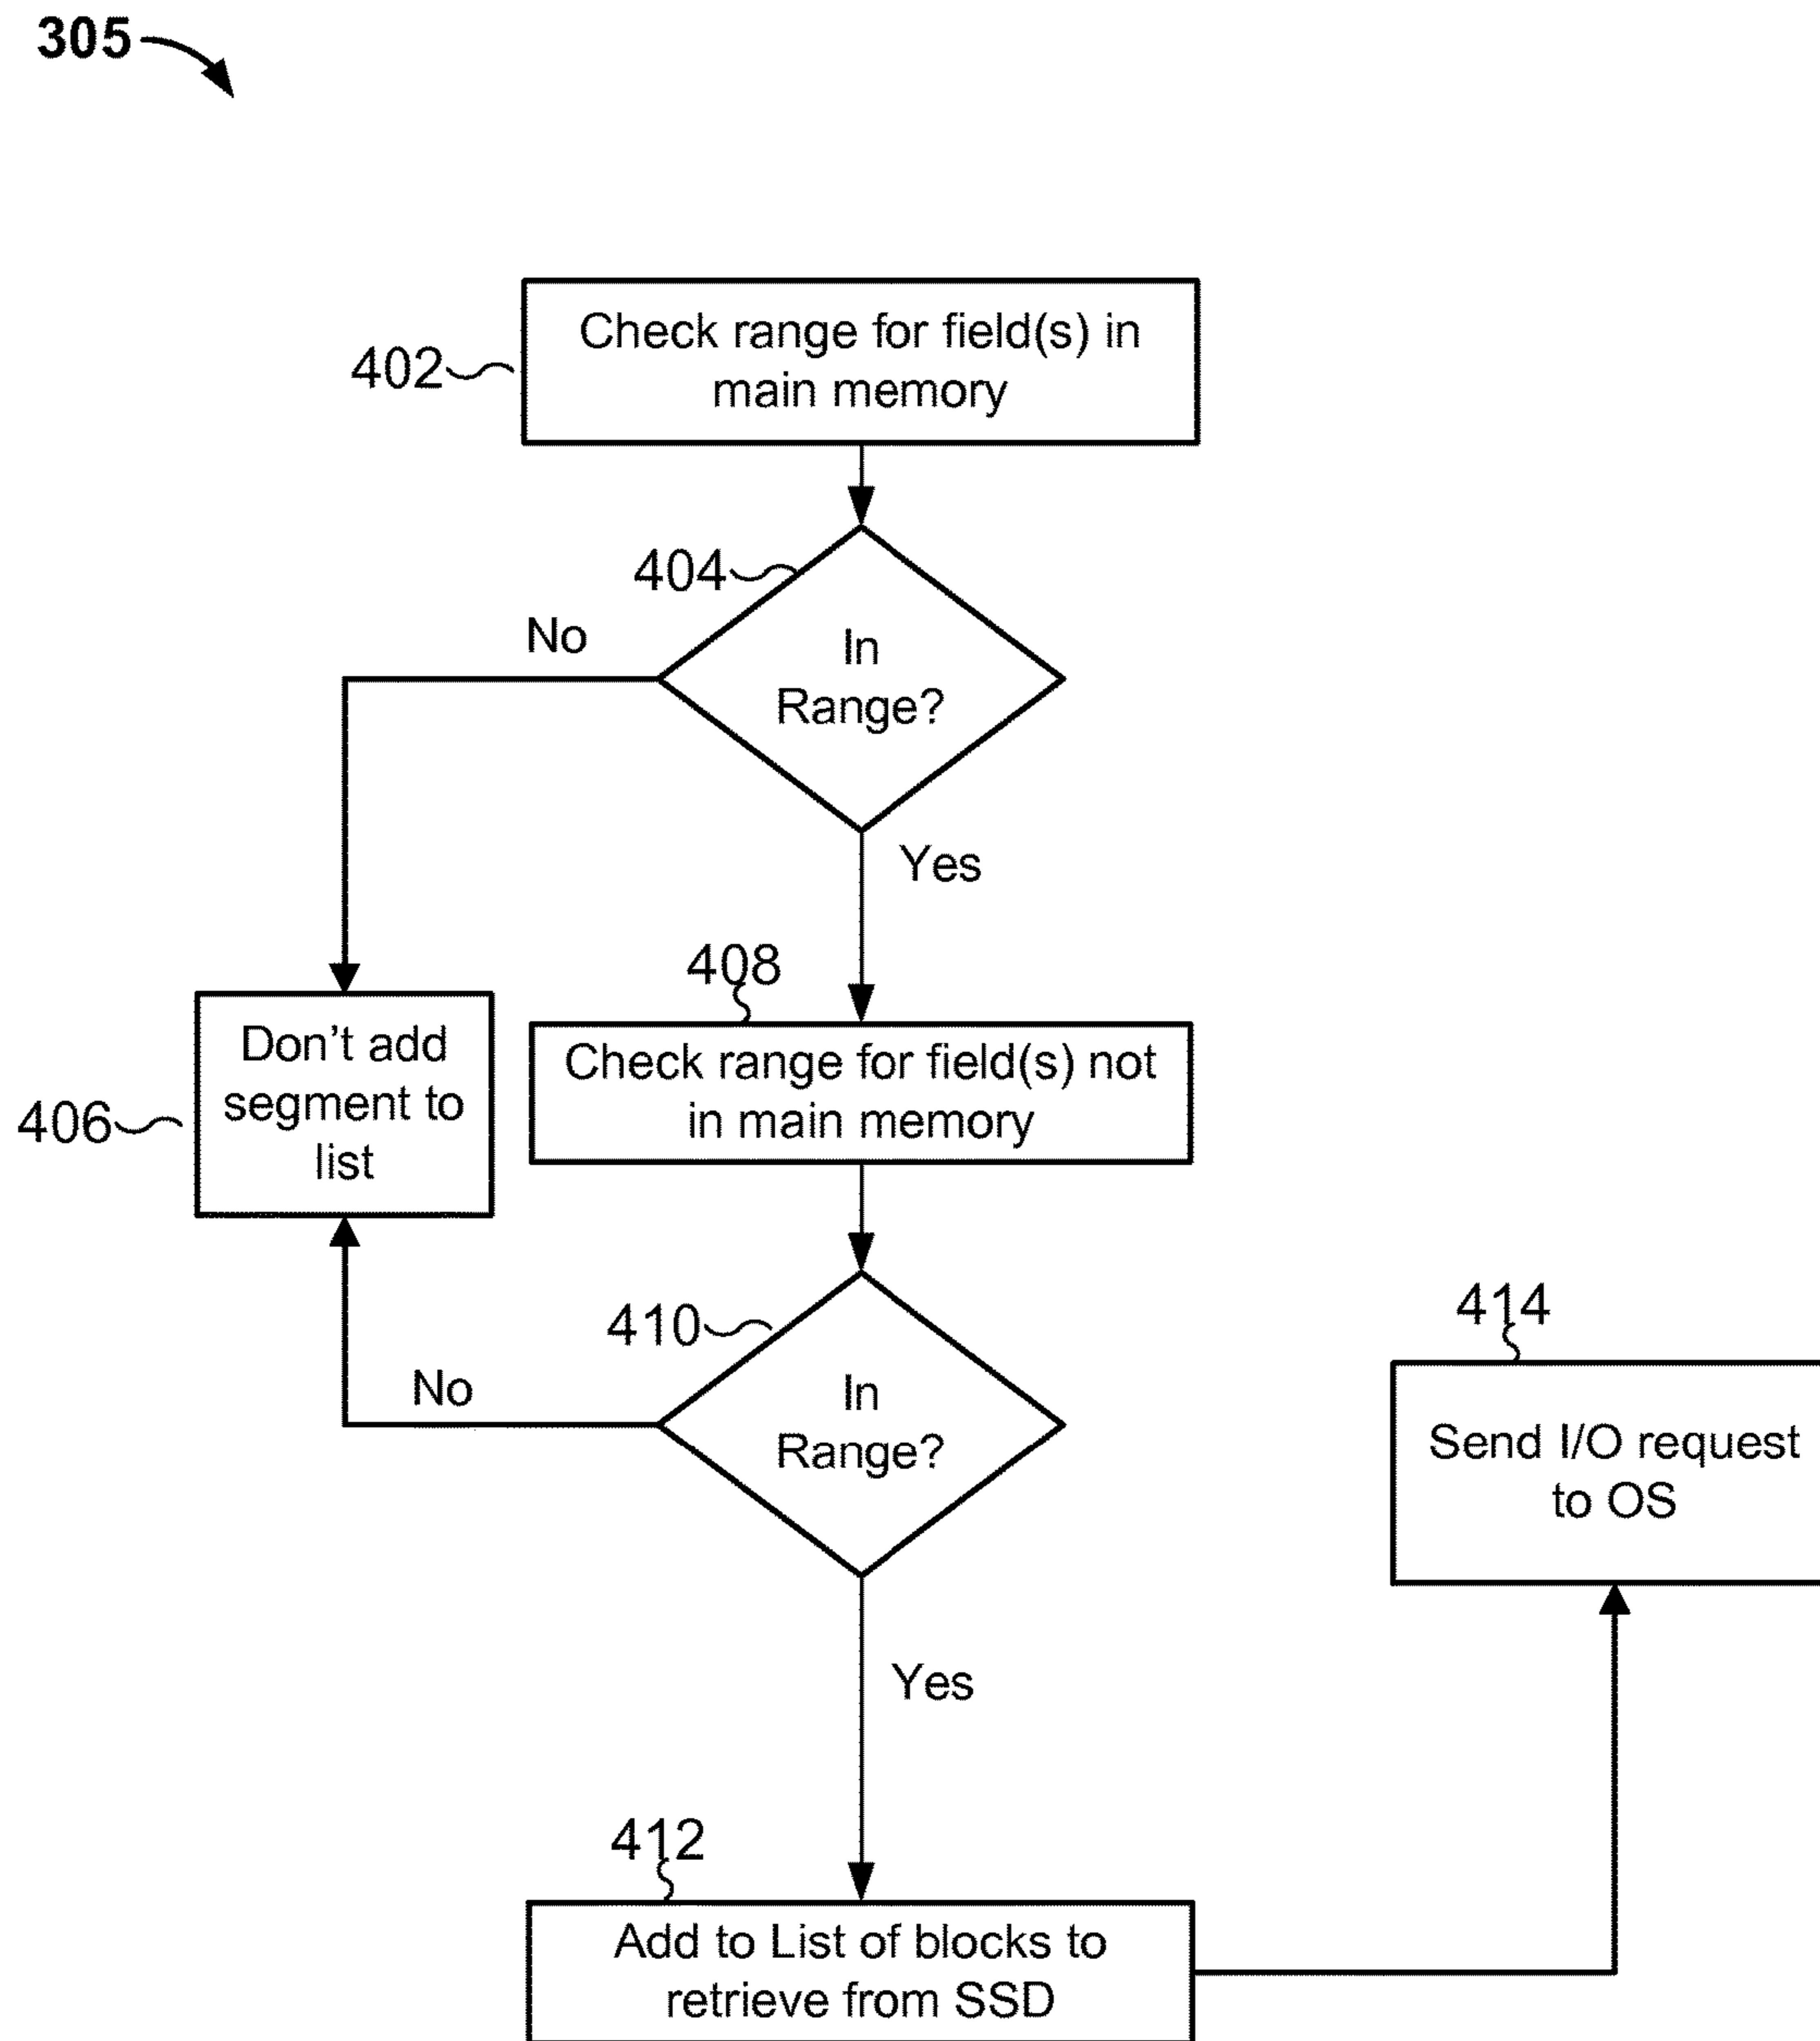 305
Check range for field(s) in
main memory
402
404
In
Range?
No
Yes
408
Check range for field(s) not
in main memory
Don't add
segment to
list
406
410
In
Range?
No
Yes
414
Send I/O request
to OS
412
Add to List of blocks to
retrieve from SSD